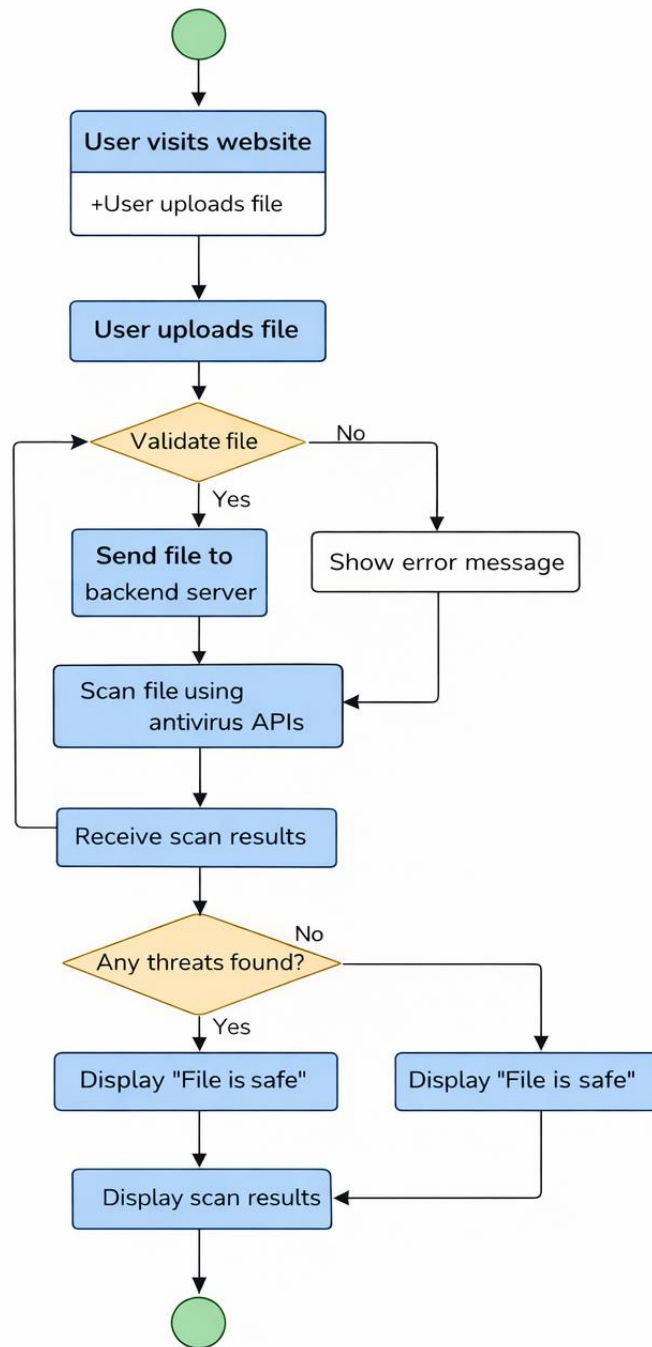 User visits website
+User uploads file
User uploads file
Validate file
No
Yes
Send file to
backend server
Show error message
Scan file using
antivirus APIs
Receive scan results
No
Any threats found?
Yes
Display "File is safe"
Display "File is safe"
Display scan results